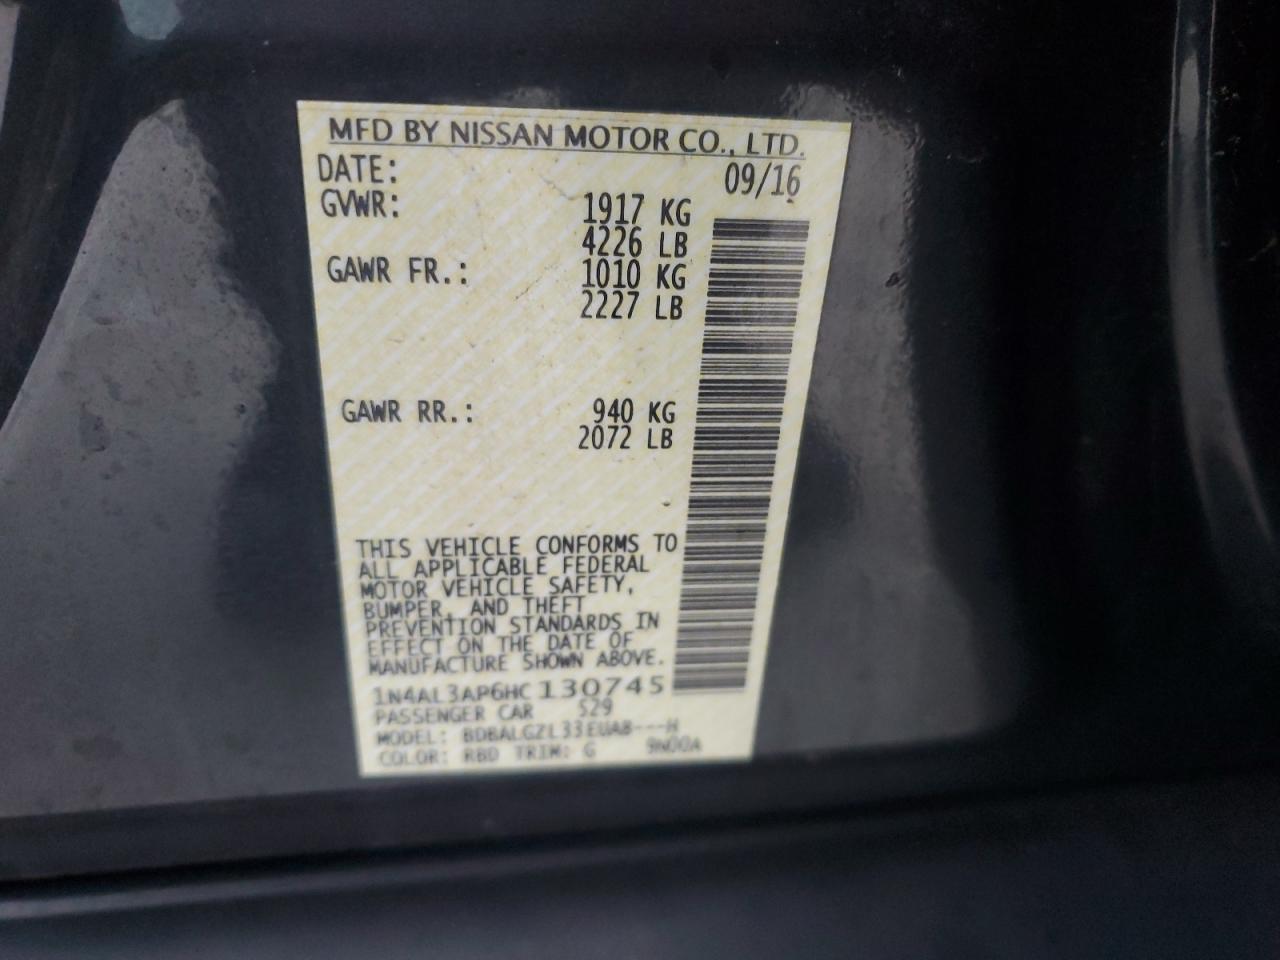 MFD BY NISSAN MOTOR CO., LTD.
DATE: 09/16
GVWR: 1917 KG
4226 LB
GAWR FR.: 1010 KG
2227 LB
GAWR RR.: 940 KG
2072 LB
THIS VEHICLE CONFORMS TO
ALL APPLICABLE FEDERAL
MOTOR VEHICLE SAFETY,
BUMPER, AND THEFT
PREVENTION STANDARDS IN
EFFECT ON THE DATE OF
MANUFACTURE SHOWN ABOVE.
1N4AL3AP6HC130745
PASSENGER CAR 529
MODEL:
COLOR: RBD TRIM: G